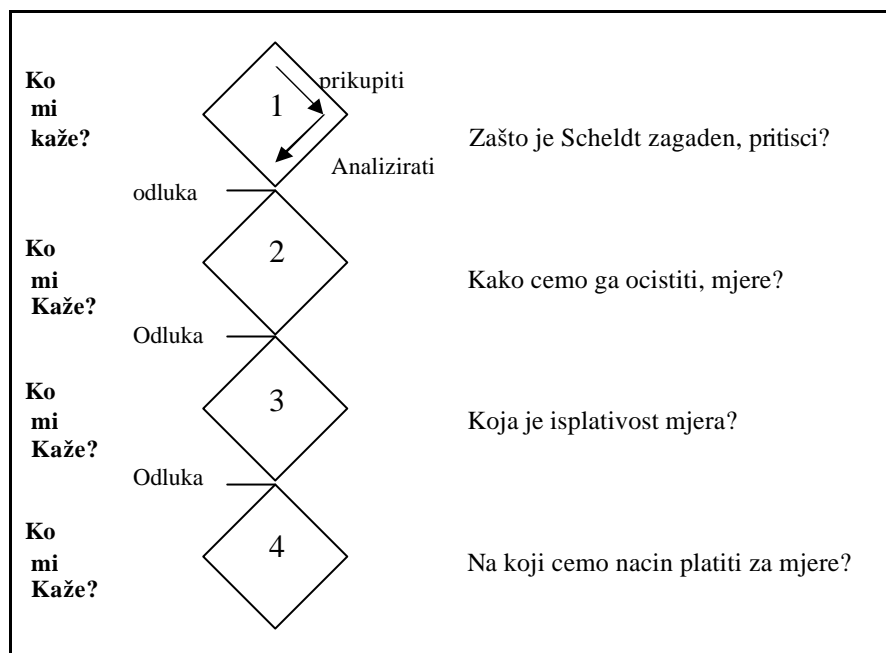 Ko
mi
kaže?
1
prikupiti
Analizirati
Zašto je Scheldt zagaden, pritisci?
odluka
Ko
mi
Kaže?
2
Kako cemo ga ocistiti, mjere?
Odluka
Ko
mi
Kaže?
3
Koja je isplativost mjera?
Odluka
Ko
mi
Kaže?
4
Na koji cemo nacin platiti za mjere?